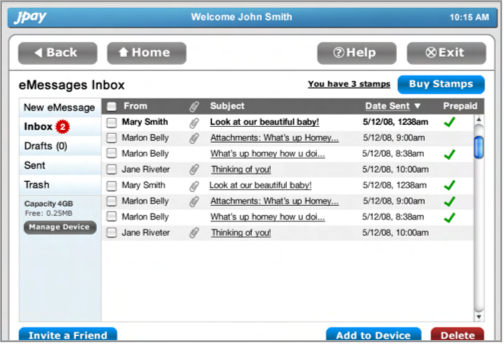 jpay Welcome John Smith 10:15 AM
Back Home Help Exit
eMessages Inbox You have 3 stamps Buy Stamps
New eMessage From Subject Date Sent ▼ Prepaid
Inbox 2 Mary Smith Look at our beautiful baby! 5/12/08, 1238am
Marlon Belly Attachments: What's up Homey... 5/12/08, 9:00am
Drafts (0) Marlon Belly What's up homey how u doi... 5/12/08, 8:38am
Sent Jane Riveter Thinking of you! 5/12/08, 10:00am
Trash Mary Smith Look at our beautiful baby! 5/12/08, 1238am
Capacity 4GB Marlon Belly Attachments: What's up Homey... 5/12/08, 9:00am
Free: 0.25MB Marlon Belly What's up homey how u doi... 5/12/08, 8:38am
Manage Device Jane Riveter Thinking of you! 5/12/08, 10:00am
Invite a Friend Add to Device Delete